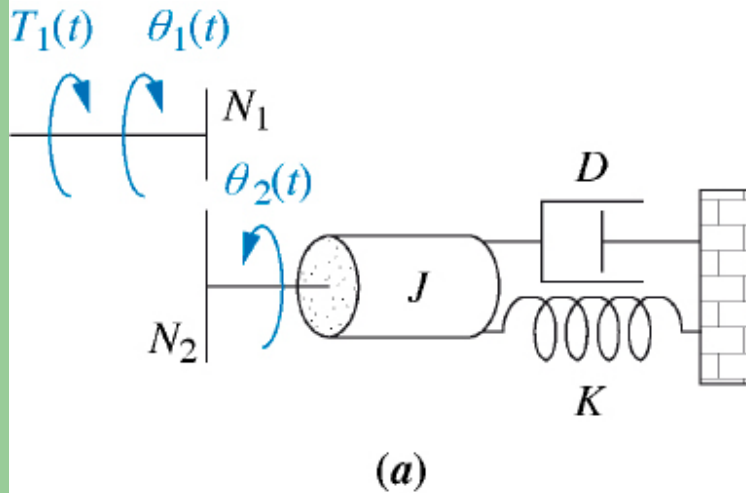 T₁(t) θ₁(t)
N₁
θ₂(t) D
J
N₂
K
(a)